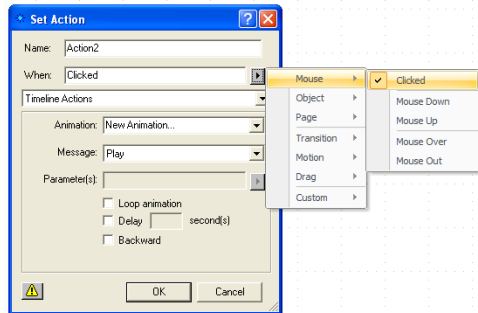 Set Action
Name: Action2
When: Clicked
Timeline Actions
Animation: New Animation...
Message: Play
Parameter(s):
Loop animation
Delay second(s)
Backward
OK Cancel
Mouse
Object
Page
Transition
Motion
Drag
Custom
Clicked
Mouse Down
Mouse Up
Mouse Over
Mouse Out